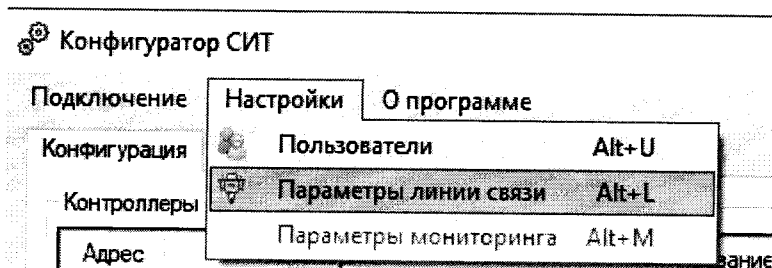 Конфигуратор СИТ
Подключение Настройки О программе
Конфигурация Пользователи Alt+U
Контроллеры Параметры линии связи Alt+L
Параметры мониторинга Alt+M
Адрес